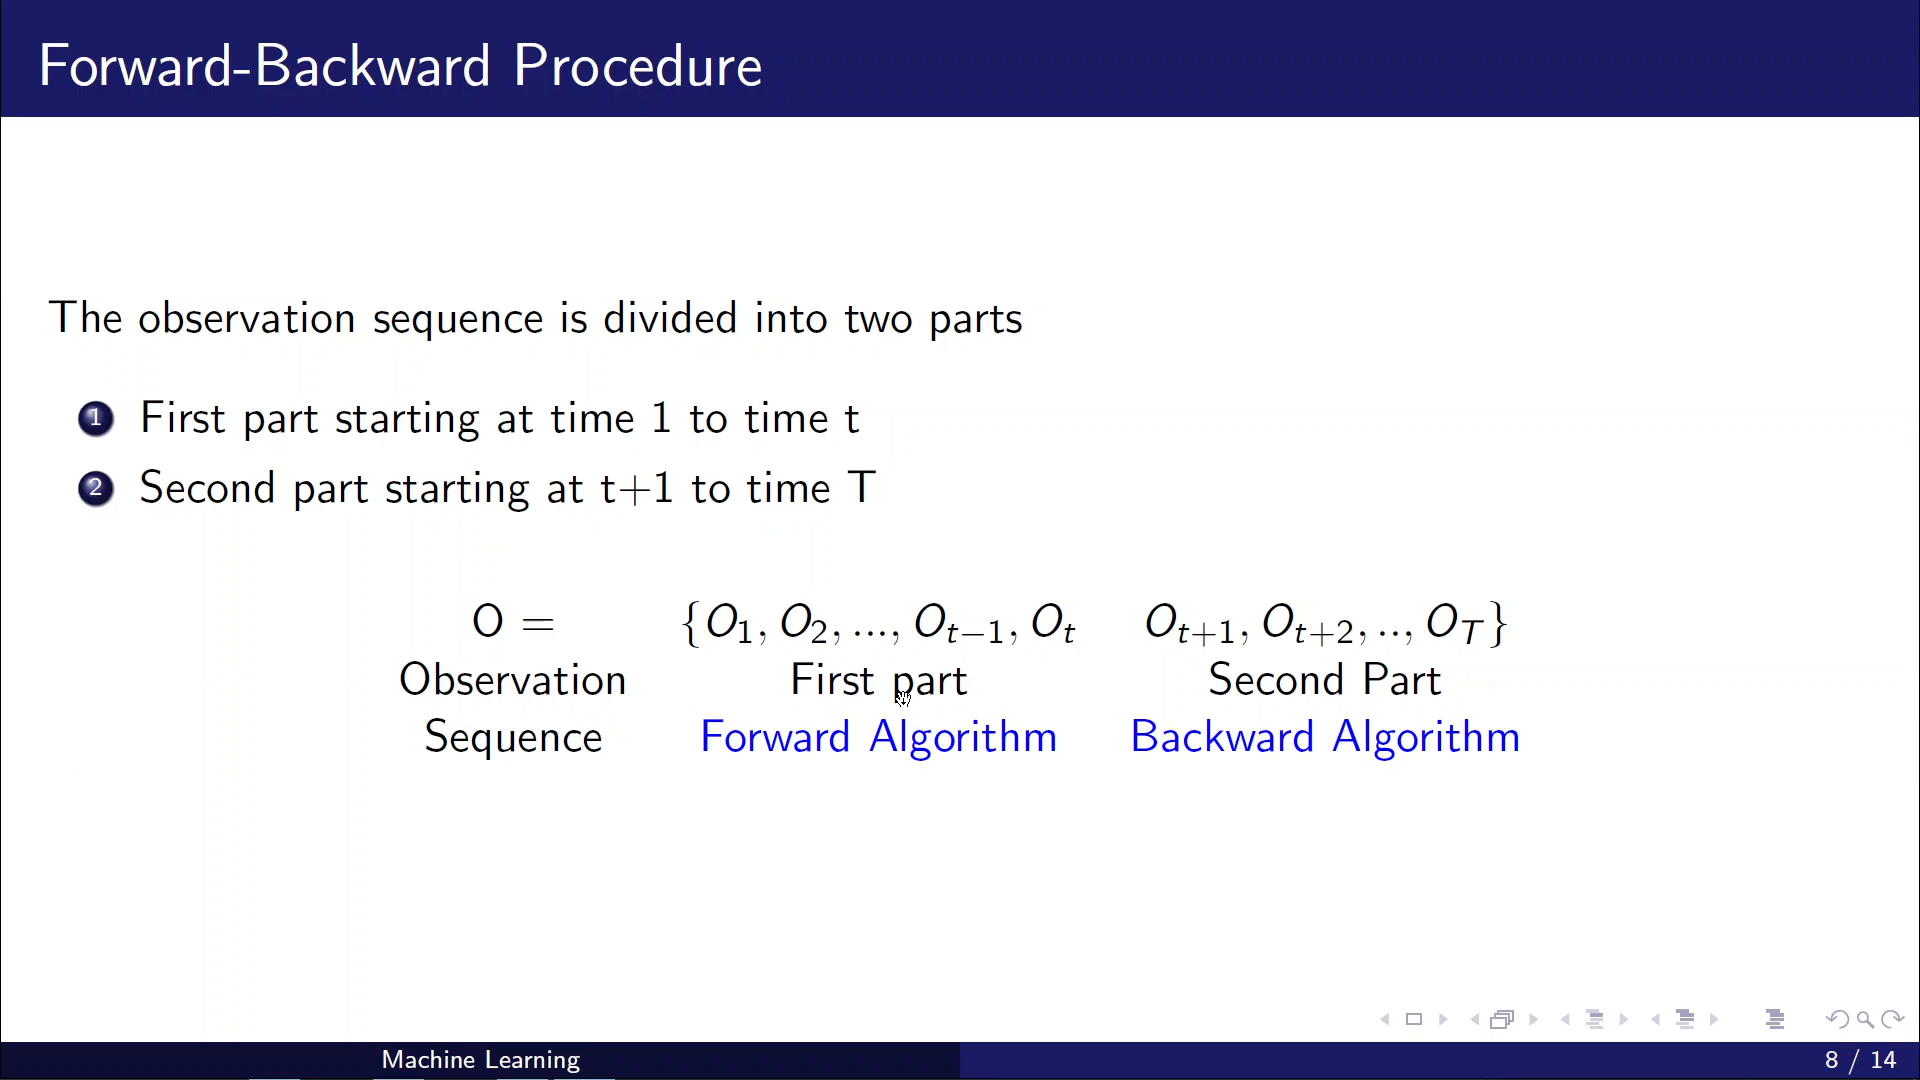 Forward-Backward Procedure
The observation sequence is divided into two parts
1 First part starting at time 1 to time t
2 Second part starting at t+1 to time T
O = {O₁, O₂, ..., Oₜ₋₁, Oₜ Oₜ₊₁, Oₜ₊₂, .., O_T}
Observation First part Second Part
Sequence Forward Algorithm Backward Algorithm
Machine Learning 8 / 14